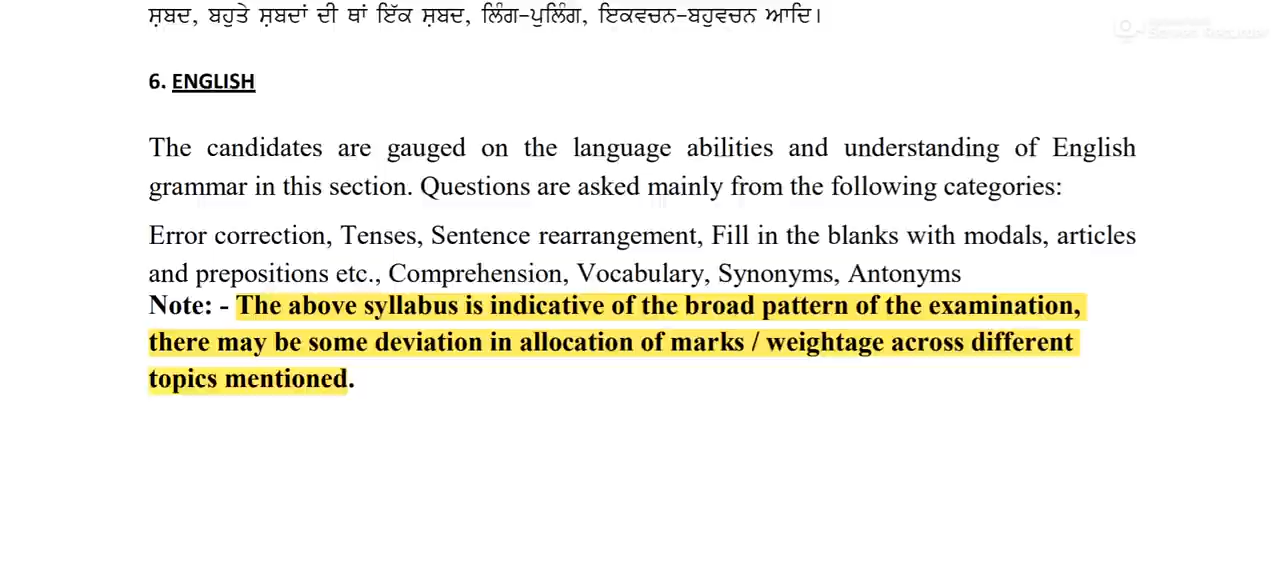 ਸ਼ਬਦ, ਬਹੁਤੇ ਸ਼ਬਦਾਂ ਦੀ ਥਾਂ ਇੱਕ ਸ਼ਬਦ, ਲਿੰਗ-ਪੁਲਿੰਗ, ਇਕਵਚਨ-ਬਹੁਵਚਨ ਆਦਿ।
Screen Recorder
6. ENGLISH
The candidates are gauged on the language abilities and understanding of English
grammar in this section. Questions are asked mainly from the following categories:
Error correction, Tenses, Sentence rearrangement, Fill in the blanks with modals, articles
and prepositions etc., Comprehension, Vocabulary, Synonyms, Antonyms
Note: - The above syllabus is indicative of the broad pattern of the examination,
there may be some deviation in allocation of marks / weightage across different
topics mentioned.